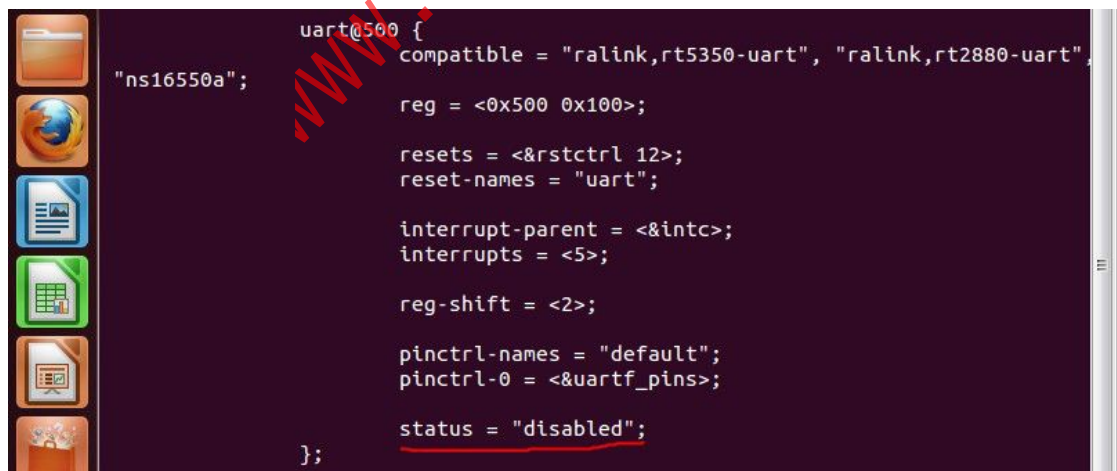 uart@500 {
compatible = "ralink,rt5350-uart", "ralink,rt2880-uart",
"ns16550a";
reg = <0x500 0x100>;
resets = <&rstctrl 12>;
reset-names = "uart";
interrupt-parent = <&intc>;
interrupts = <5>;
reg-shift = <2>;
pinctrl-names = "default";
pinctrl-0 = <&uartf_pins>;
status = "disabled";
};
www.